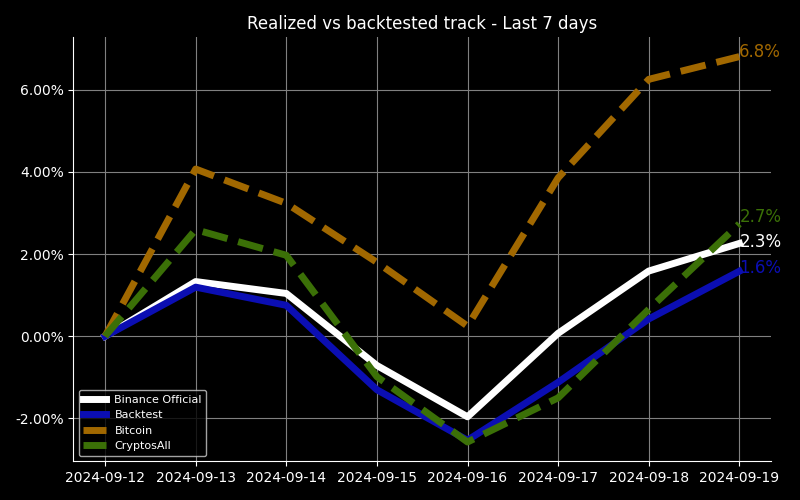 Realized vs backtested track - Last 7 days
6.8%
6.00%
4.00%
2.7%
2.3%
2.00%
1.6%
0.00%
-2.00%
Binance Official
Backtest
Bitcoin
CryptosAll
2024-09-12 2024-09-13 2024-09-14 2024-09-15 2024-09-16 2024-09-17 2024-09-18 2024-09-19